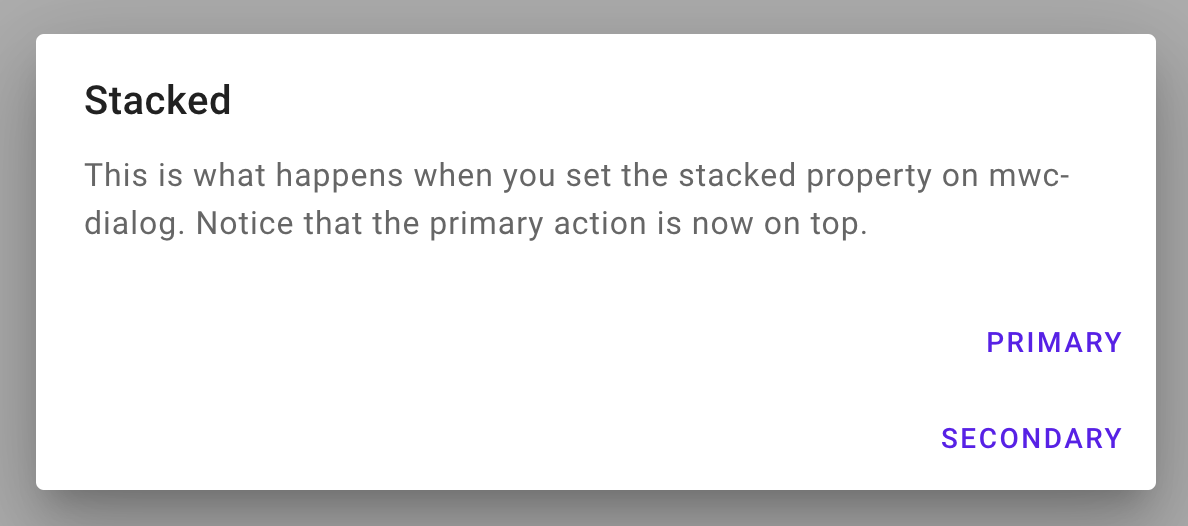 Stacked
This is what happens when you set the stacked property on mwc-
dialog. Notice that the primary action is now on top.
PRIMARY
SECONDARY